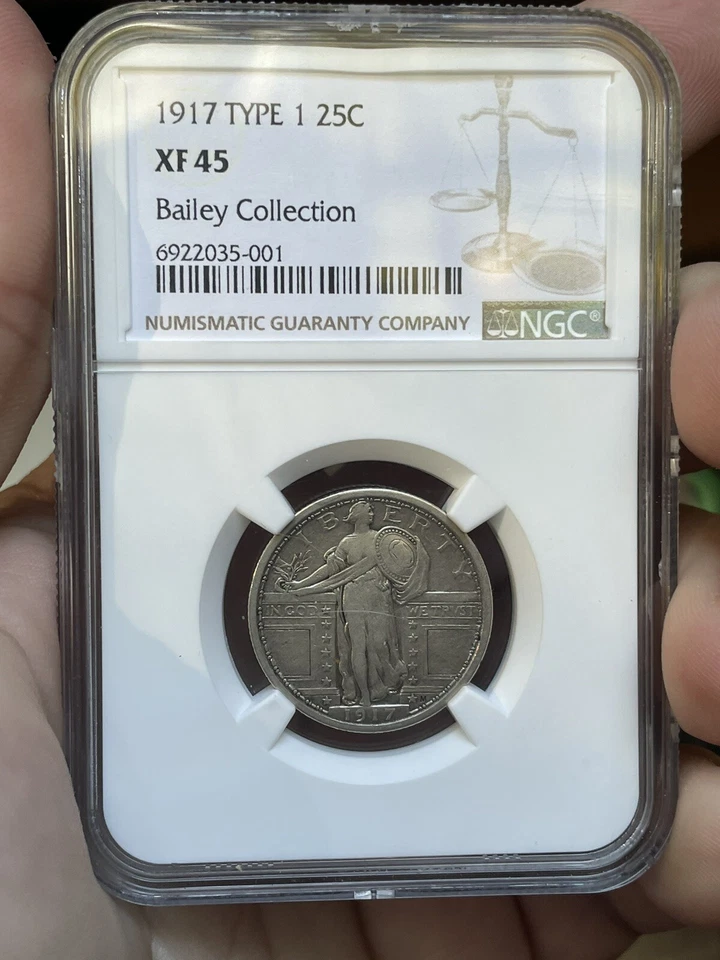 1917 TYPE 1 25C
XF 45
Bailey Collection
6922035-001
NUMISMATIC GUARANTY COMPANY
NGC®
LIBERTY
IN GOD WE TRVST
M
1917